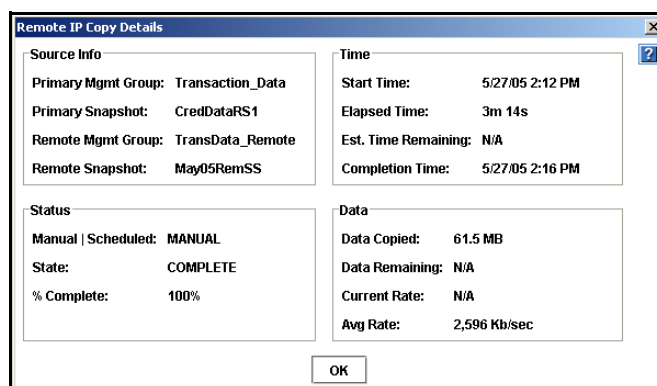 Remote IP Copy Details
Source Info
Primary Mgmt Group: Transaction_Data
Primary Snapshot: CredDataRS1
Remote Mgmt Group: TransData_Remote
Remote Snapshot: May05RemSS
Time
Start Time: 5/27/05 2:12 PM
Elapsed Time: 3m 14s
Est. Time Remaining: N/A
Completion Time: 5/27/05 2:16 PM
Status
Manual | Scheduled: MANUAL
State: COMPLETE
% Complete: 100%
Data
Data Copied: 61.5 MB
Data Remaining: N/A
Current Rate: N/A
Avg Rate: 2,596 Kb/sec
OK
?